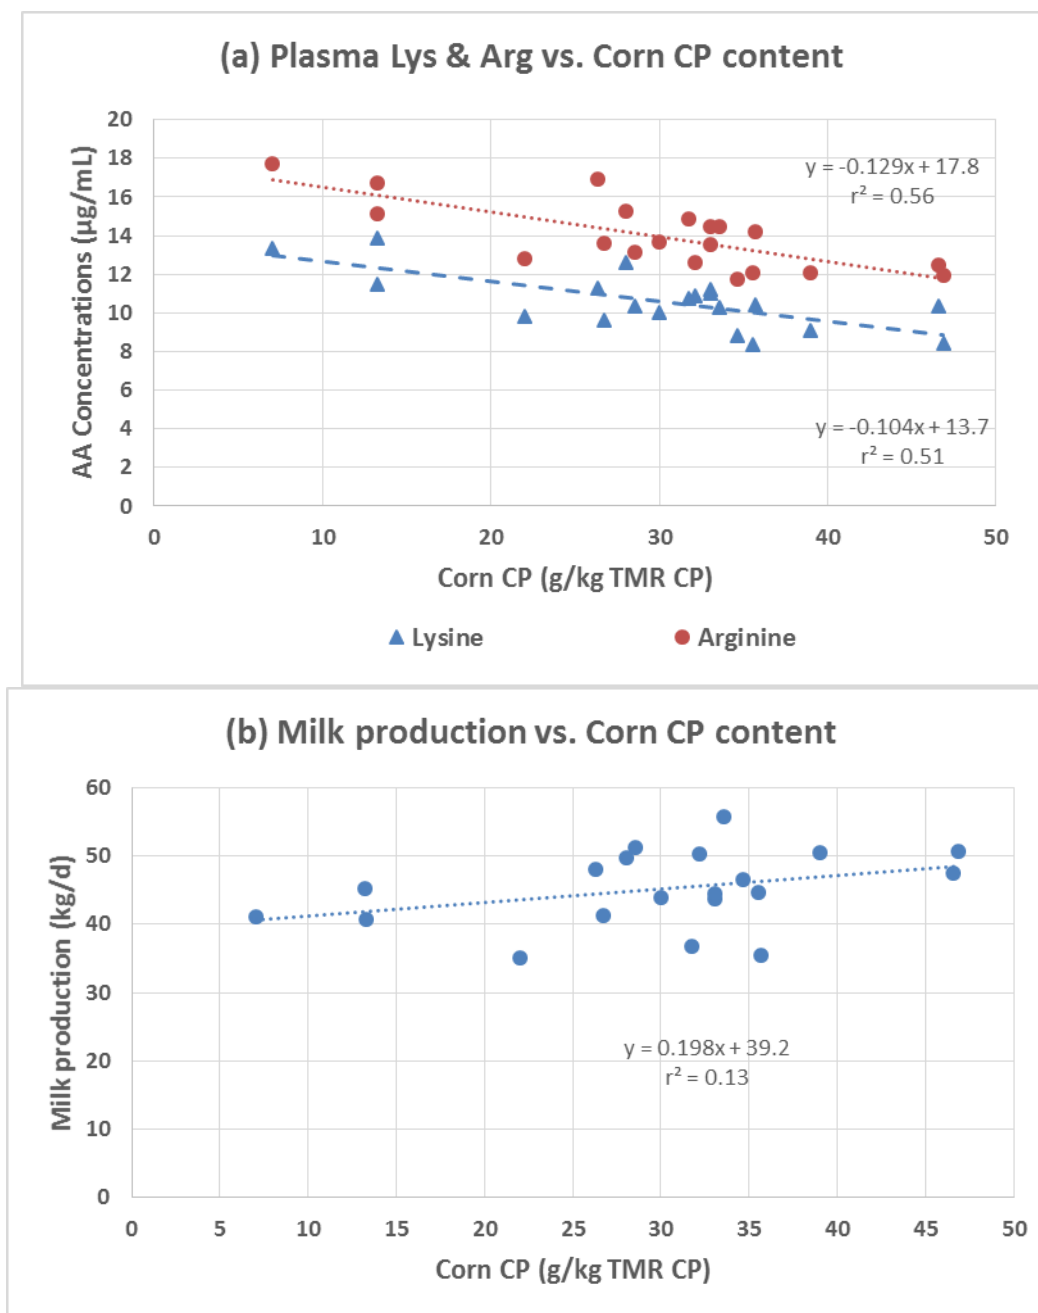 (a) Plasma Lys & Arg vs. Corn CP content
20
18
16
14
12
10
8
6
4
2
0
AA Concentrations (µg/mL)
y = -0.129x + 17.8
r² = 0.56
y = -0.104x + 13.7
r² = 0.51
0 10 20 30 40 50
Corn CP (g/kg TMR CP)
Lysine Arginine
(b) Milk production vs. Corn CP content
60
50
40
30
20
10
0
Milk production (kg/d)
y = 0.198x + 39.2
r² = 0.13
0 5 10 15 20 25 30 35 40 45 50
Corn CP (g/kg TMR CP)